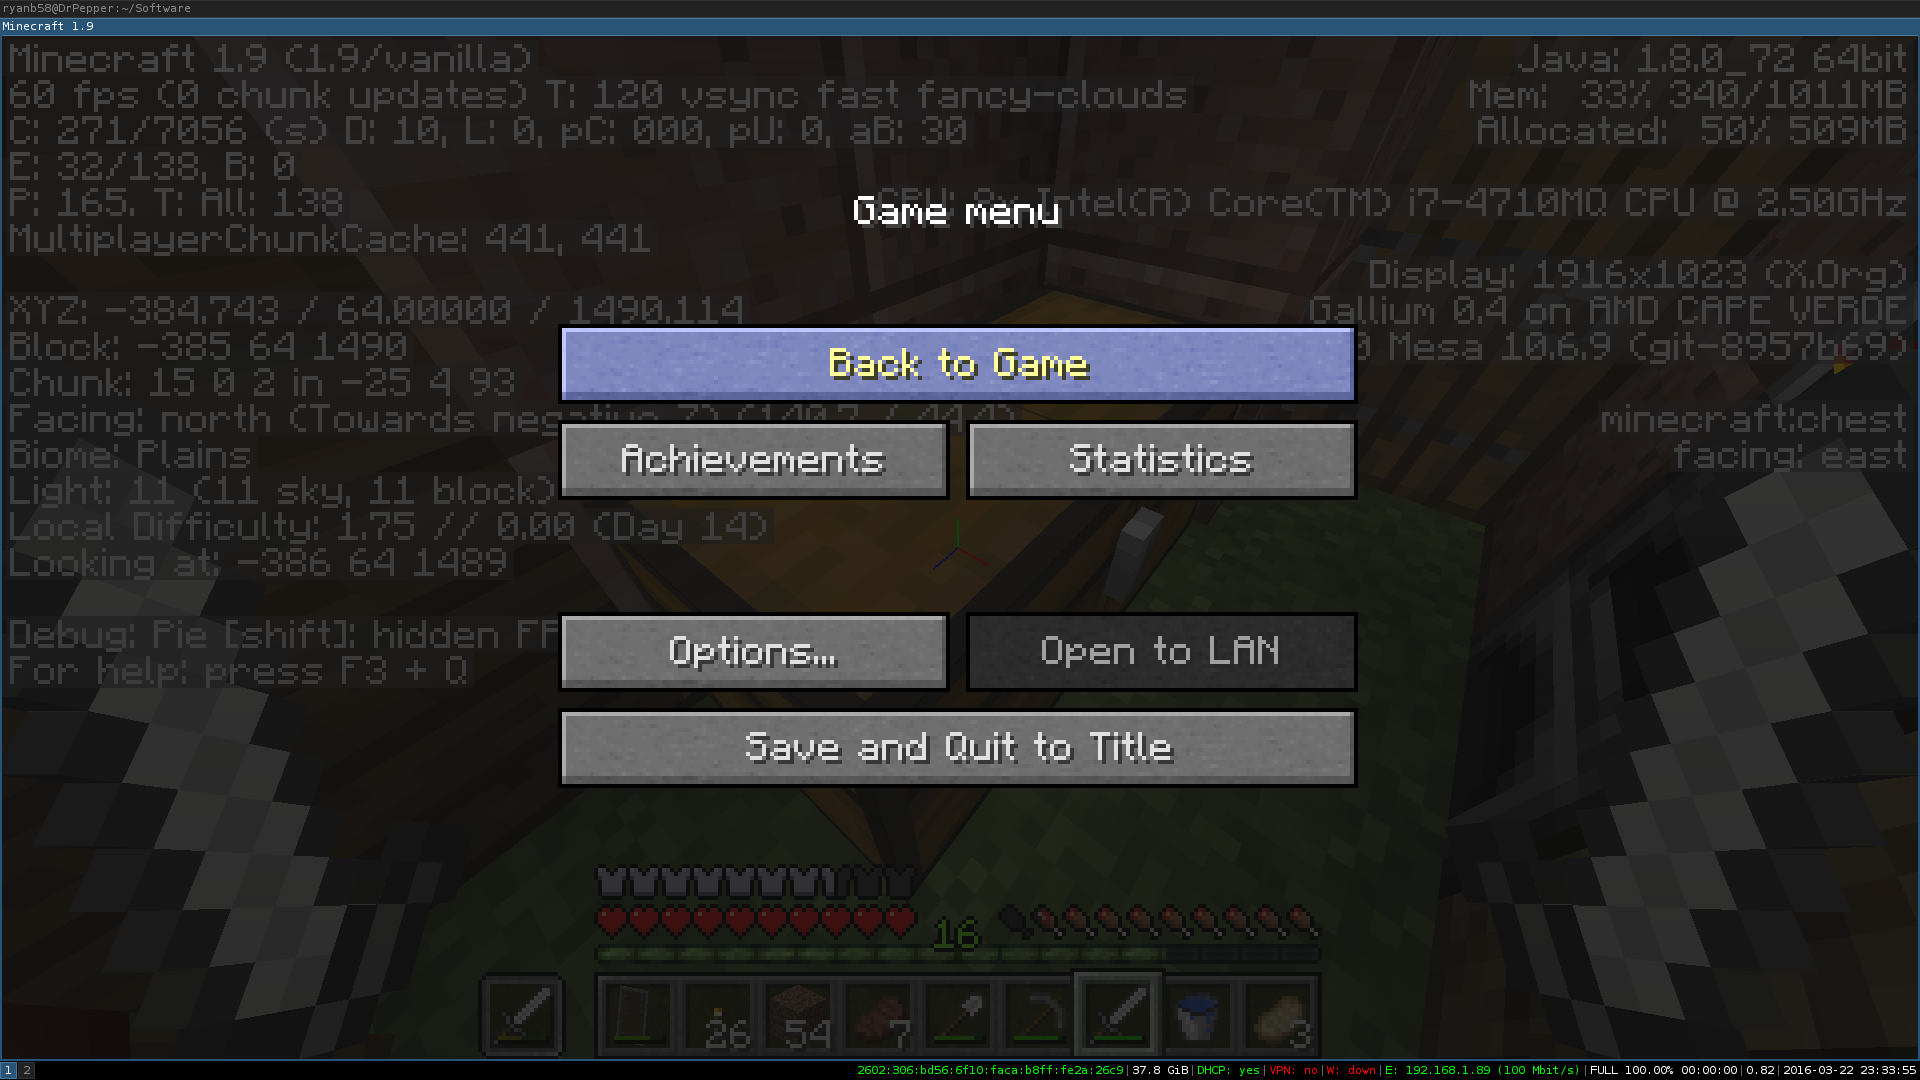 ryanb58@DrPepper:~/Software
Minecraft 1.9
Minecraft 1.9 (1.9/vanilla)
60 fps (0 chunk updates) T: 120 vsync fast fancy-clouds
C: 271/7056 (s) D: 10, L: 0, pC: 000, pU: 0, aB: 30
E: 32/138, B: 0
P: 165. T: All: 138
MultiplayerChunkCache: 441, 441
XYZ: -384.743 / 64.00000 / 1490.114
Block: -385 64 1490
Chunk: 15 0 2 in -25 4 93
Facing: north (Towards negative Z) (140.7 / 44.4)
Biome: Plains
Light: 11 (11 sky, 11 block)
Local Difficulty: 1.75 // 0.00 (Day 14)
Looking at: -386 64 1489
Debug: Pie [shift]: hidden
For help: press F3 + Q
Java: 1.8.0_72 64bit
Mem: 33% 340/1011MB
Allocated: 50% 509MB
Intel(R) Core(TM) i7-4710MQ CPU @ 2.50GHz
Display: 1916x1023 (X.Org)
Gallium 0.4 on AMD CAPE VERDE
Mesa 10.6.9 (git-8957b69)
minecraft:chest
facing: east
Game menu
Back to Game
Achievements
Statistics
Options...
Open to LAN
Save and Quit to Title
16
26
54
7
3
1 2
2602:306:bd56:6f10:faca:b8ff:fe2a:26c9|37.8 GiB|DHCP: yes|VPN: no|W: down|E: 192.168.1.89 (100 Mbit/s)|FULL 100.00% 00:00:00|0.82|2016-03-22 23:33:55